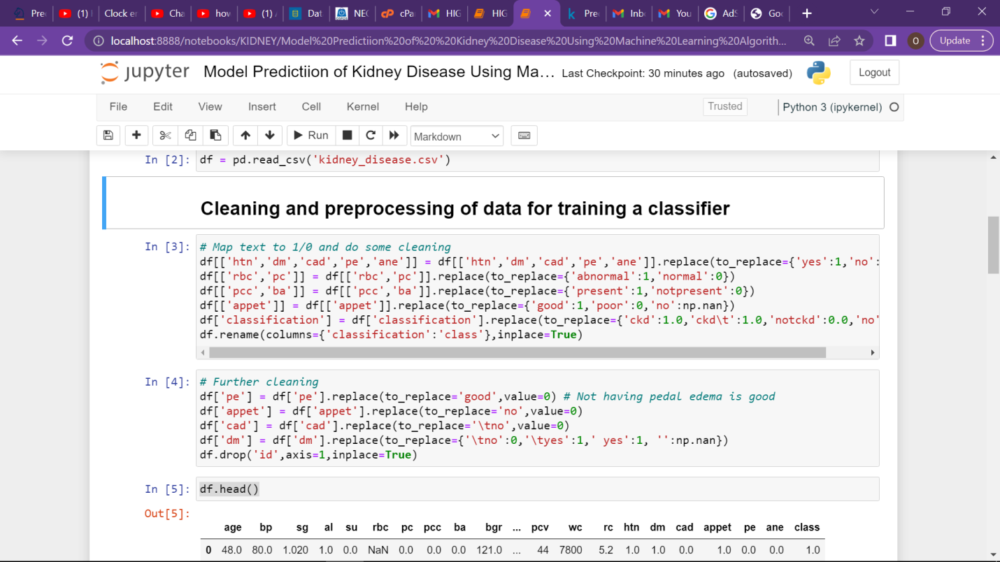 Pre
(1) I
Clock er
Cha
how
(1) /
Dat
NEC
cPa
HIG
HIG
Pre
Inb
You
AdS
Goo
localhost:8888/notebooks/KIDNEY/Model%20Predictiion%20of%20%20Kidney%20Disease%20Using%20Machine%20Learning%20Algorith...
O
Update
jupyter Model Predictiion of Kidney Disease Using Ma... Last Checkpoint: 30 minutes ago (autosaved)
Logout
File Edit View Insert Cell Kernel Help
Trusted
Python 3 (ipykernel)
Run
Markdown
In [2]: df = pd.read_csv('kidney_disease.csv')
Cleaning and preprocessing of data for training a classifier
In [3]: # Map text to 1/0 and do some cleaning
df[['htn','dm','cad','pe','ane']] = df[['htn','dm','cad','pe','ane']].replace(to_replace={'yes':1,'no':
df[['rbc','pc']] = df[['rbc','pc']].replace(to_replace={'abnormal':1,'normal':0})
df[['pcc','ba']] = df[['pcc','ba']].replace(to_replace={'present':1,'notpresent':0})
df[['appet']] = df[['appet']].replace(to_replace={'good':1,'poor':0,'no':np.nan})
df['classification'] = df['classification'].replace(to_replace={'ckd':1.0,'ckd\t':1.0,'notckd':0.0,'no'
df.rename(columns={'classification':'class'},inplace=True)
In [4]: # Further cleaning
df['pe'] = df['pe'].replace(to_replace='good',value=0) # Not having pedal edema is good
df['appet'] = df['appet'].replace(to_replace='no',value=0)
df['cad'] = df['cad'].replace(to_replace='\tno',value=0)
df['dm'] = df['dm'].replace(to_replace={'\tno':0,'\tyes':1,' yes':1, '':np.nan})
df.drop('id',axis=1,inplace=True)
In [5]: df.head()
Out[5]:
age bp sg al su rbc pc pcc ba bgr ... pcv wc rc htn dm cad appet pe ane class
0 48.0 80.0 1.020 1.0 0.0 NaN 0.0 0.0 0.0 121.0 ... 44 7800 5.2 1.0 1.0 0.0 1.0 0.0 0.0 1.0